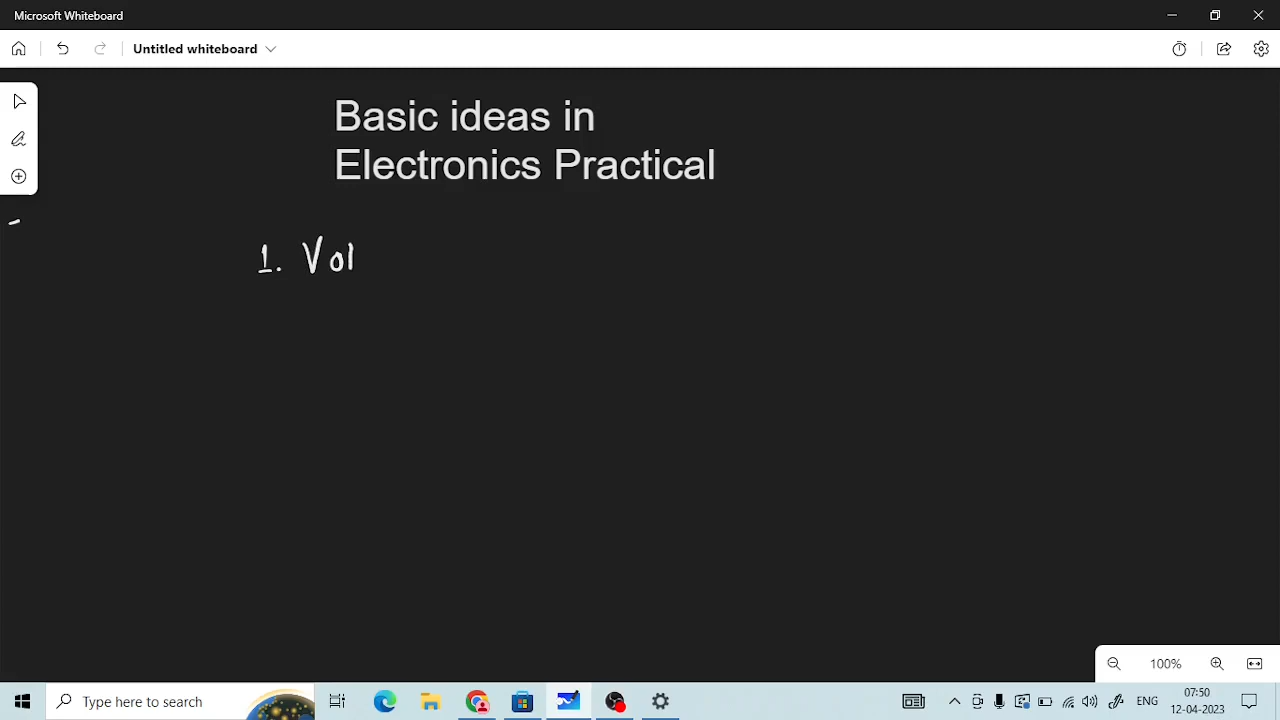 Microsoft Whiteboard
Untitled whiteboard
Basic ideas in
Electronics Practical
1. Vol
100%
Type here to search
ENG
07:50
12-04-2023